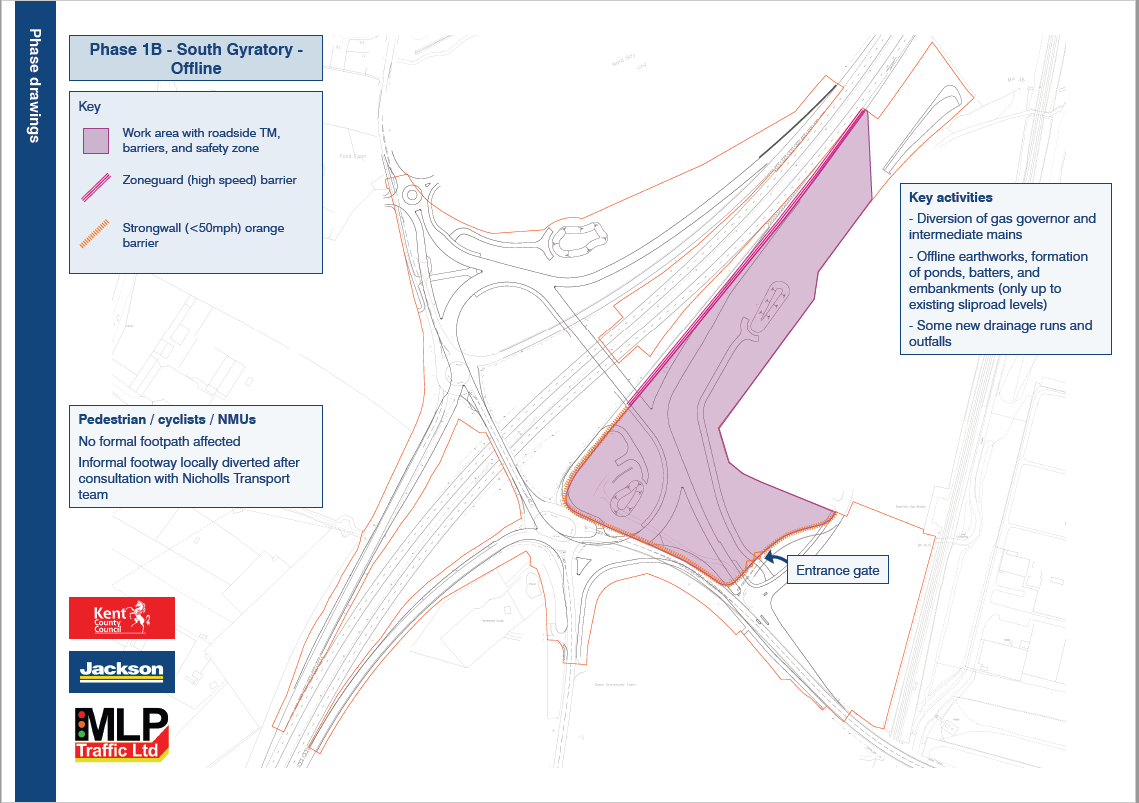 Phase drawings
Phase 1B - South Gyratory -
Offline
Key
Work area with roadside TM,
barriers, and safety zone
Zoneguard (high speed) barrier
Strongwall (<50mph) orange
barrier
Key activities
- Diversion of gas governor and
intermediate mains
- Offline earthworks, formation
of ponds, batters, and
embankments (only up to
existing sliproad levels)
- Some new drainage runs and
outfalls
Pedestrian / cyclists / NMUs
No formal footpath affected
Informal footway locally diverted after
consultation with Nicholls Transport
team
Entrance gate
Kent
County
Council
Jackson
MLP
Traffic Ltd